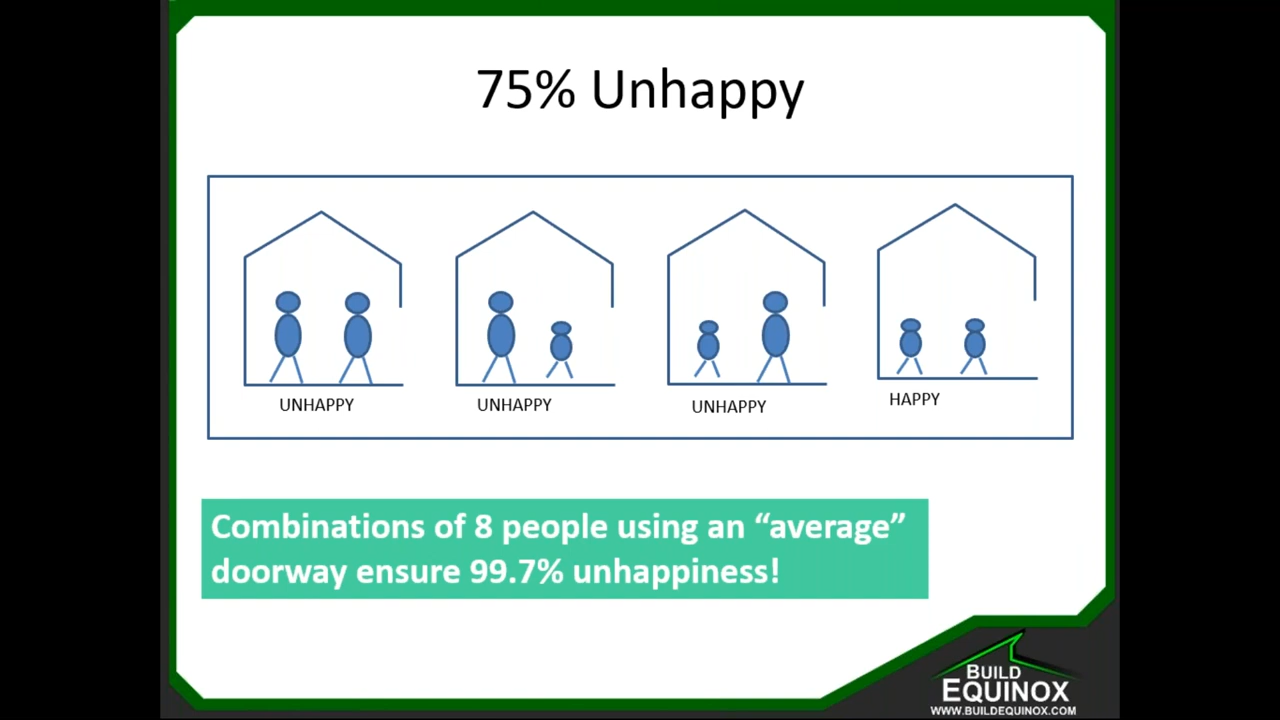 75% Unhappy
UNHAPPY
UNHAPPY
UNHAPPY
HAPPY
Combinations of 8 people using an “average”
doorway ensure 99.7% unhappiness!
BUILD
EQUINOX
WWW.BUILDEQUINOX.COM